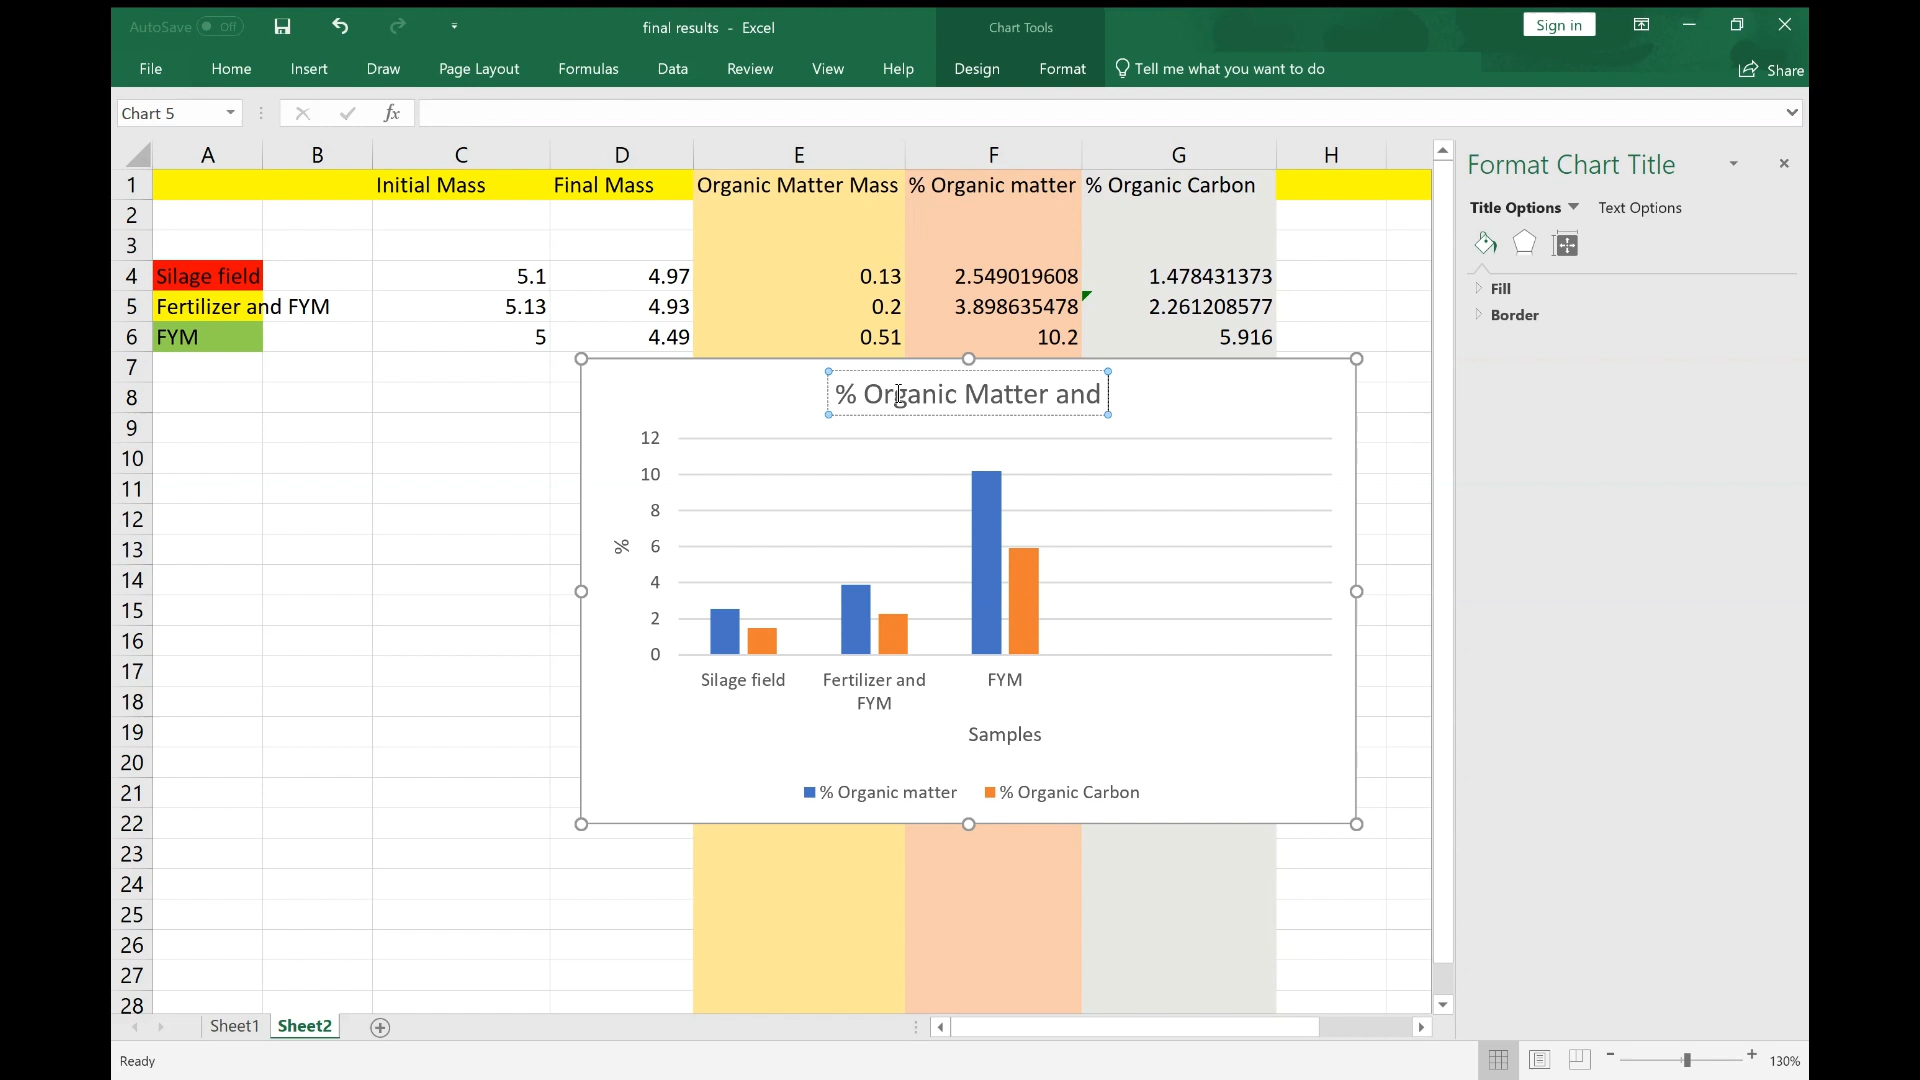 AutoSave Off
final results - Excel
Chart Tools
Sign in
File Home Insert Draw Page Layout Formulas Data Review View Help Design Format Tell me what you want to do
Share
Chart 5
fx
A B C D E F G H
1 Initial Mass Final Mass Organic Matter Mass % Organic matter % Organic Carbon
2
3
4 Silage field 5.1 4.97 0.13 2.549019608 1.478431373
5 Fertilizer and FYM 5.13 4.93 0.2 3.898635478 2.261208577
6 FYM 5 4.49 0.51 10.2 5.916
7
8
9
10
11
12
13
14
15
16
17
18
19
20
21
22
23
24
25
26
27
28
% Organic Matter and
12
10
8
6
4
2
0
%
Silage field
Fertilizer and
FYM
FYM
Samples
% Organic matter
% Organic Carbon
Format Chart Title
Title Options Text Options
Fill
Border
Sheet1 Sheet2
Ready
130%